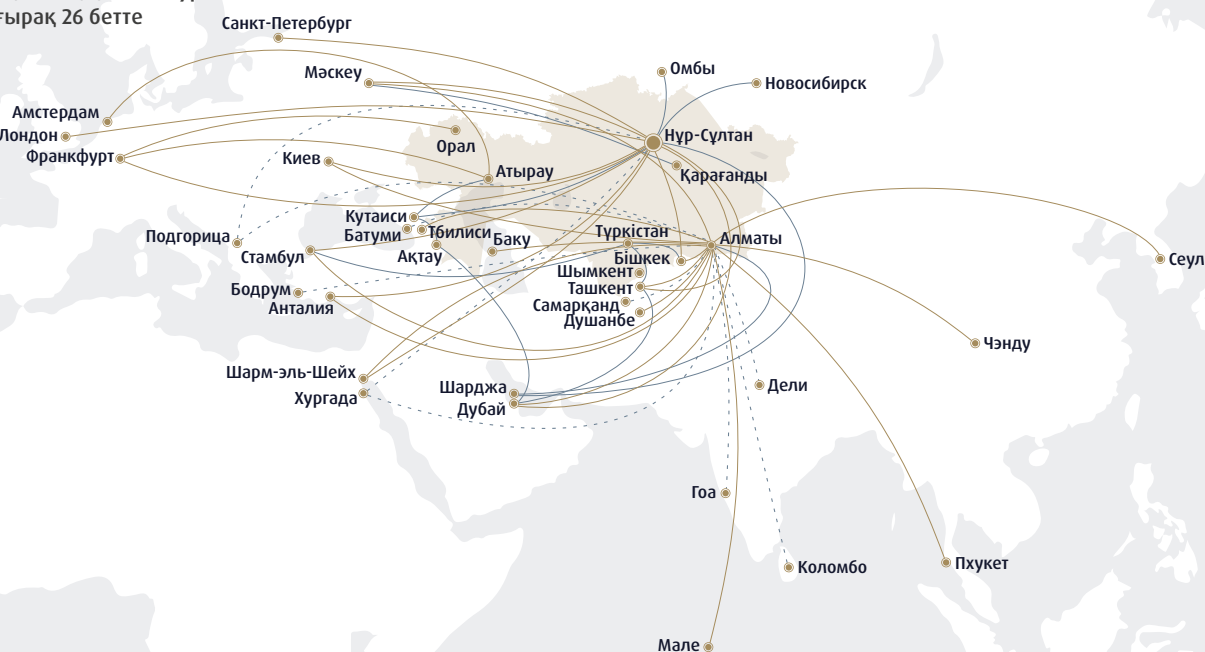 26 бетте
Санкт-Петербург
Мәскеу
Омбы
Новосибирск
Амстердам
Лондон
Франкфурт
Киев
Орал
Нұр-Сұлтан
Атырау
Қарағанды
Кутаиси
Батуми
Тбилиси
Баку
Түркістан
Алматы
Подгорица
Стамбул
Ақтау
Бішкек
Сеул
Шымкент
Ташкент
Бодрум
Анталия
Самарқанд
Душанбе
Чэнду
Шарм-эль-Шейх
Хургада
Шарджа
Дубай
Дели
Гоа
Коломбо
Пхукет
Мале